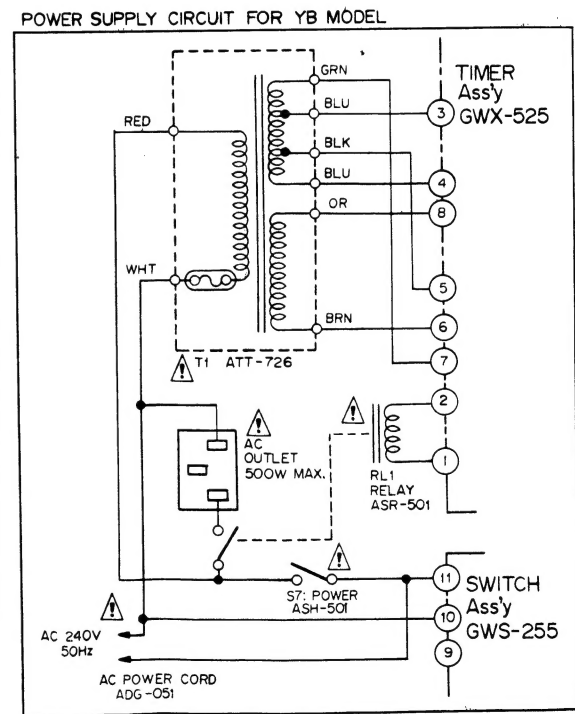 POWER SUPPLY CIRCUIT FOR YB MODEL
GRN
TIMER
Ass'y
GWX-525
RED
BLU
3
BLK
BLU
4
OR
8
WHT
5
BRN
6
7
! T1 ATT-726
2
!
!
AC
OUTLET
500W MAX.
1
RL1
RELAY
ASR-501
!
11
SWITCH
Ass'y
GWS-255
S7: POWER
ASH-501
!
10
AC 240V
50Hz
9
AC POWER CORD
ADG-051